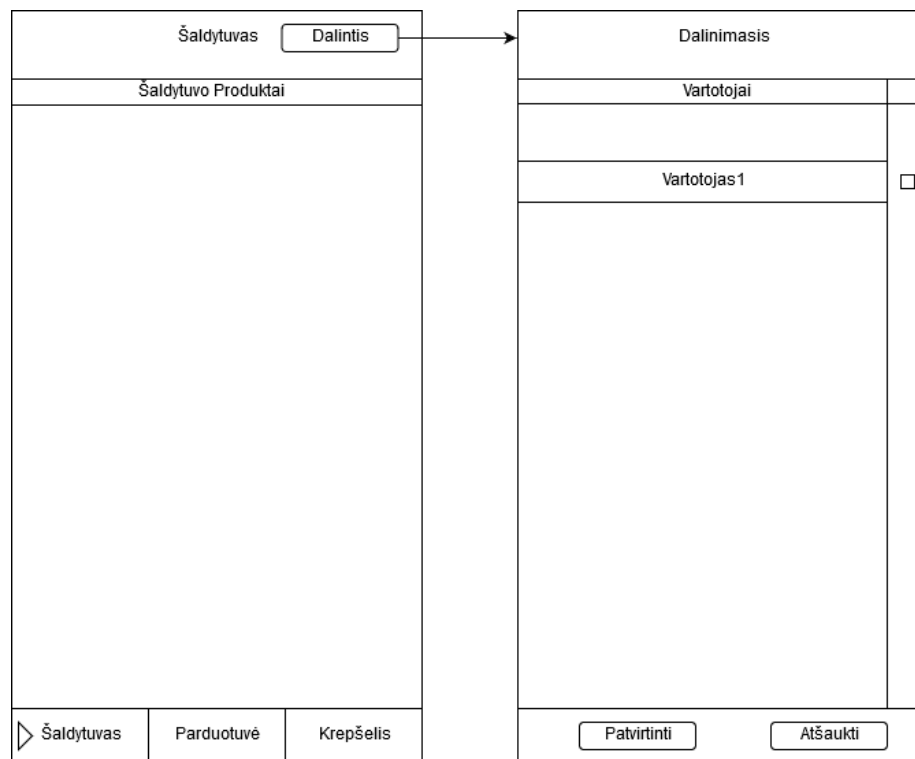 Šaldytuvas
Dalintis
Šaldytuvo Produktai
Šaldytuvas
Parduotuvė
Krepšelis
Dalinimasis
Vartotojai
Vartotojas1
Patvirtinti
Atšaukti